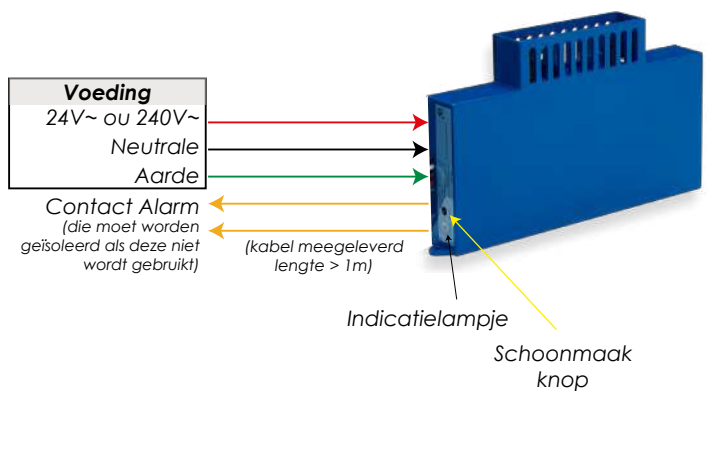 Voeding
24V~ ou 240V~
Neutrale
Aarde
Contact Alarm
(die moet worden
geïsoleerd als deze niet
wordt gebruikt)
(kabel meegeleverd
lengte > 1m)
Indicatielampje
Schoonmaak
knop